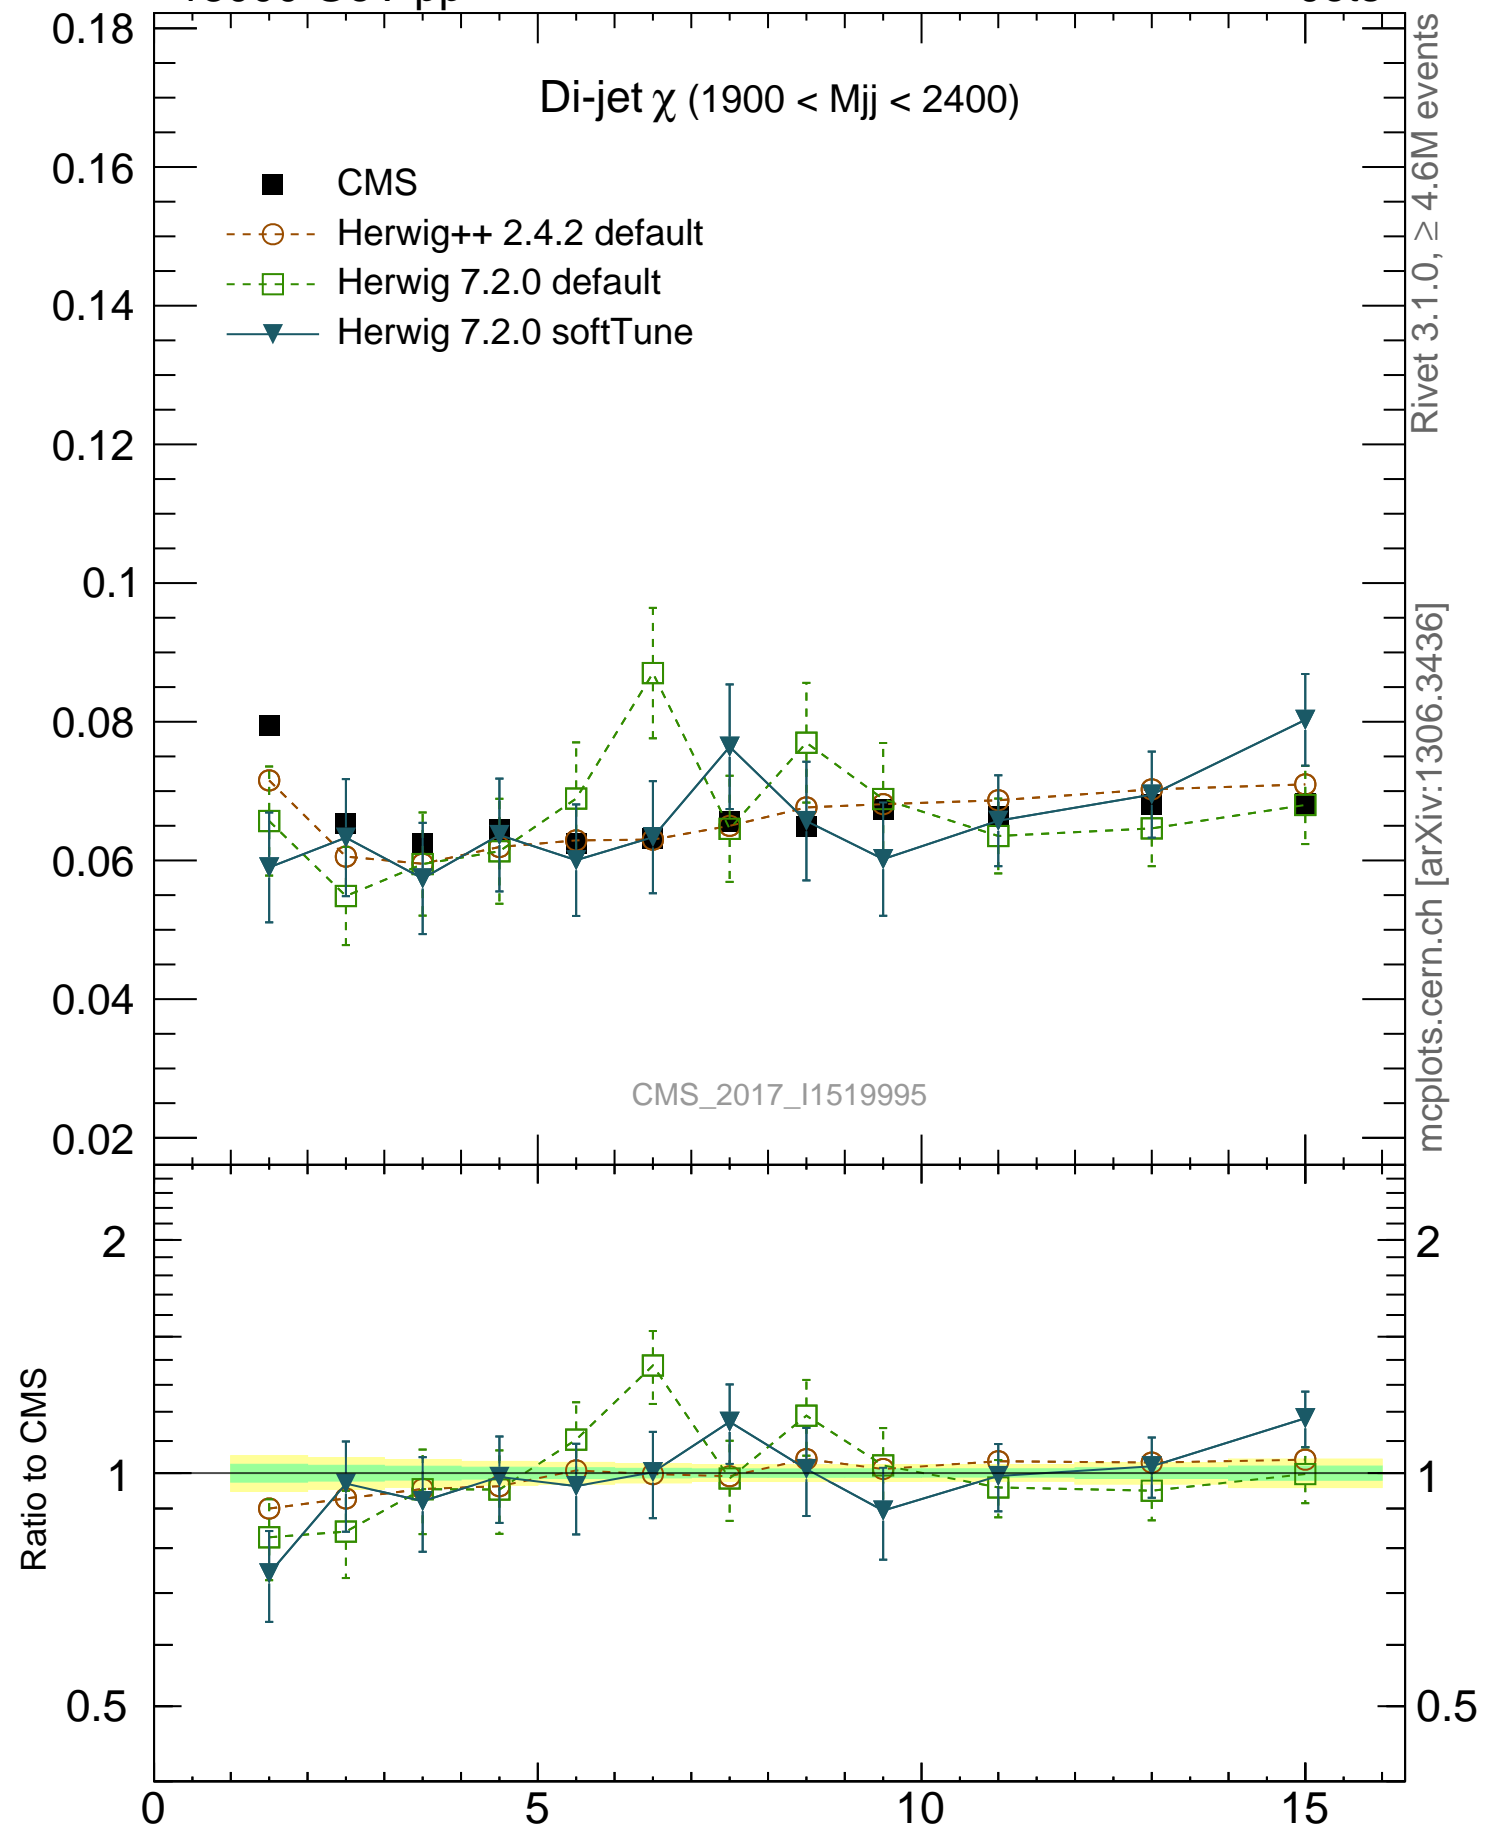 0.18
0.16
0.14
0.12
0.1
0.08
0.06
0.04
0.02
Di-jet χ (1900 < Mjj < 2400)
CMS
Herwig++ 2.4.2 default
Herwig 7.2.0 default
Herwig 7.2.0 softTune
CMS_2017_I1519995
Rivet 3.1.0, ≥ 4.6M events
mcplots.cern.ch [arXiv:1306.3436]
Ratio to CMS
2
1
0.5
2
1
0.5
0
5
10
15